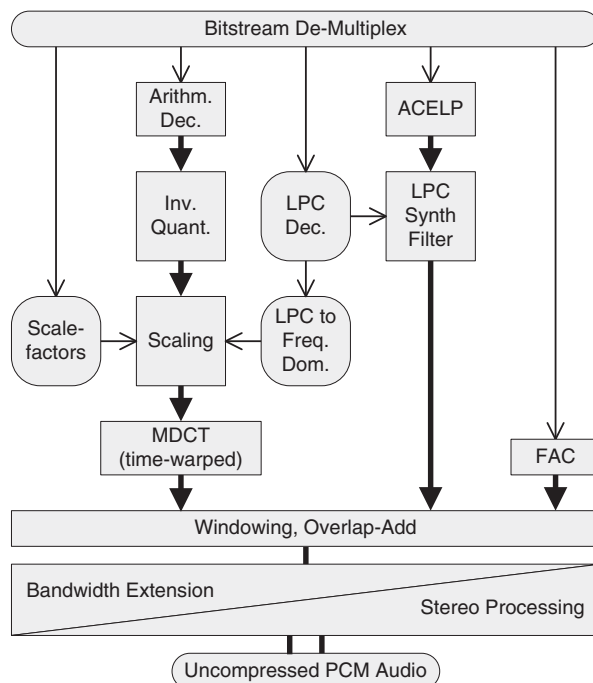 Bitstream De-Multiplex
Arithm.
Dec.
ACELP
Inv.
Quant.
LPC
Dec.
LPC
Synth
Filter
Scale-
factors
Scaling
LPC to
Freq.
Dom.
MDCT
(time-warped)
FAC
Windowing, Overlap-Add
Bandwidth Extension
Stereo Processing
Uncompressed PCM Audio